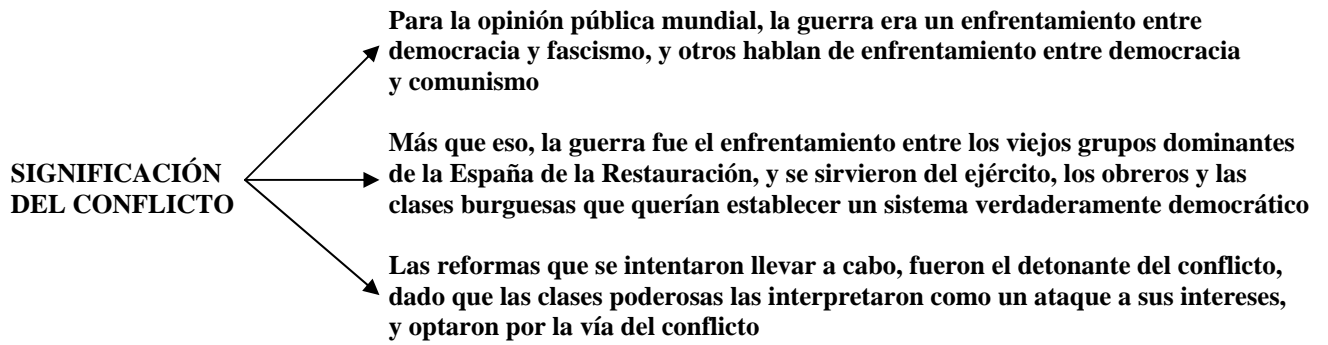 Para la opinión pública mundial, la guerra era un enfrentamiento entre
democracia y fascismo, y otros hablan de enfrentamiento entre democracia
y comunismo
Más que eso, la guerra fue el enfrentamiento entre los viejos grupos dominantes
SIGNIFICACIÓN
de la España de la Restauración, y se sirvieron del ejército, los obreros y las
DEL CONFLICTO
clases burguesas que querían establecer un sistema verdaderamente democrático
Las reformas que se intentaron llevar a cabo, fueron el detonante del conflicto,
dado que las clases poderosas las interpretaron como un ataque a sus intereses,
y optaron por la vía del conflicto